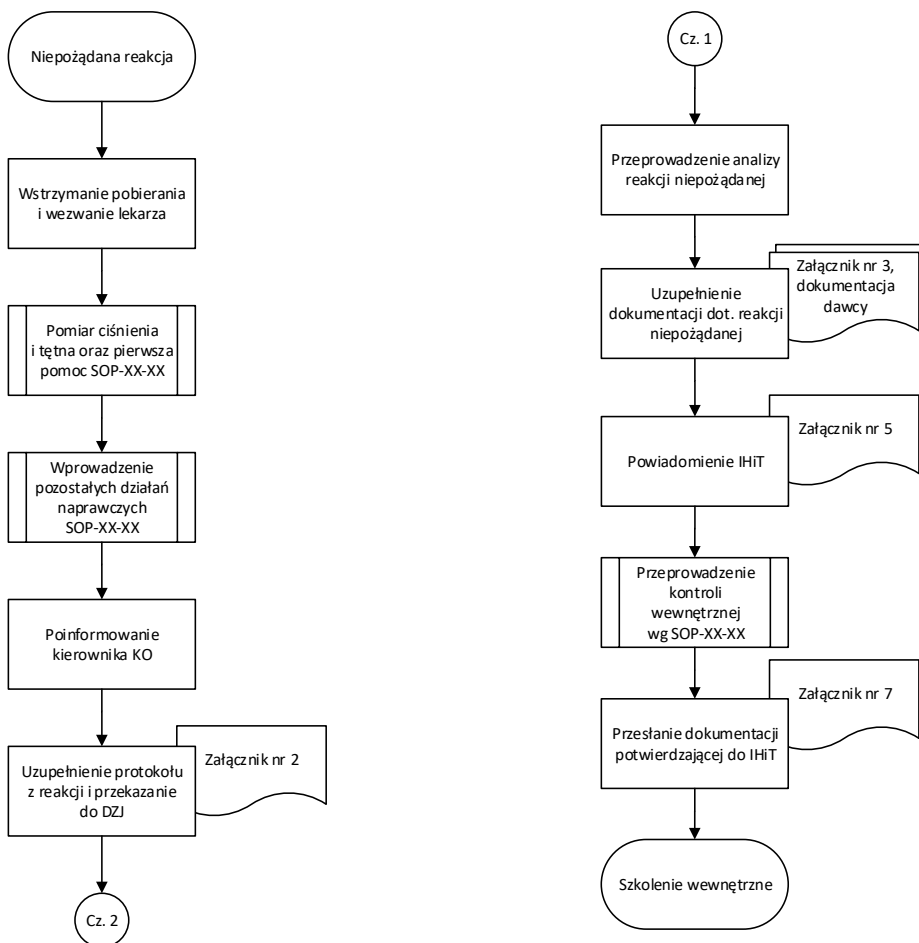 Niepożądana reakcja
Wstrzymanie pobierania
i wezwanie lekarza
Pomiar ciśnienia
i tętna oraz pierwsza
pomoc SOP-XX-XX
Wprowadzenie
pozostałych działań
naprawczych
SOP-XX-XX
Poinformowanie
kierownika KO
Uzupełnienie protokołu
z reakcji i przekazanie
do DZJ
Załącznik nr 2
Cz. 2
Cz. 1
Przeprowadzenie analizy
reakcji niepożądanej
Uzupełnienie
dokumentacji dot. reakcji
niepożądanej
Załącznik nr 3,
dokumentacja
dawcy
Powiadomienie IHiT
Załącznik nr 5
Przeprowadzenie
kontroli
wewnętrznej
wg SOP-XX-XX
Przesłanie dokumentacji
potwierdzającej do IHiT
Załącznik nr 7
Szkolenie wewnętrzne